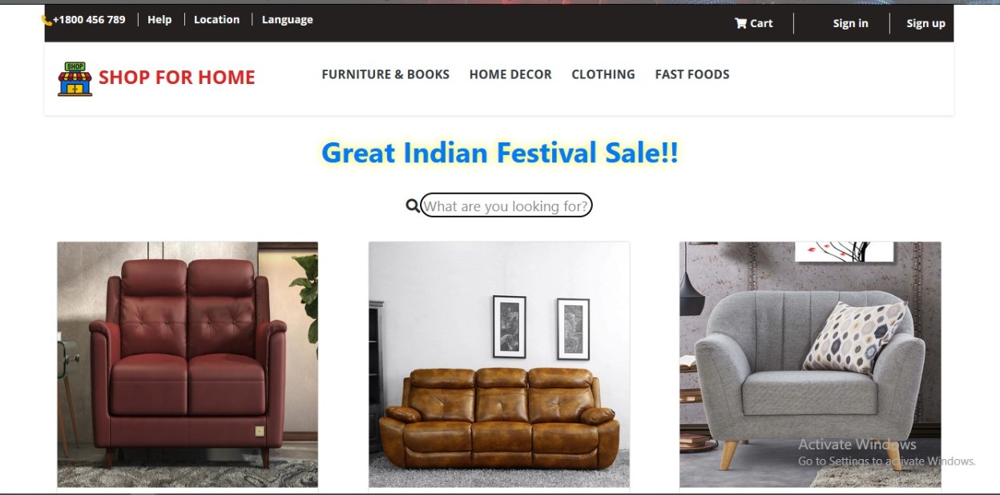 +1800 456 789 Help Location Language Cart Sign in Sign up
SHOP
SHOP FOR HOME FURNITURE & BOOKS HOME DECOR CLOTHING FAST FOODS
Great Indian Festival Sale!!
What are you looking for?
Activate Windows
Go to Settings to activate Windows.